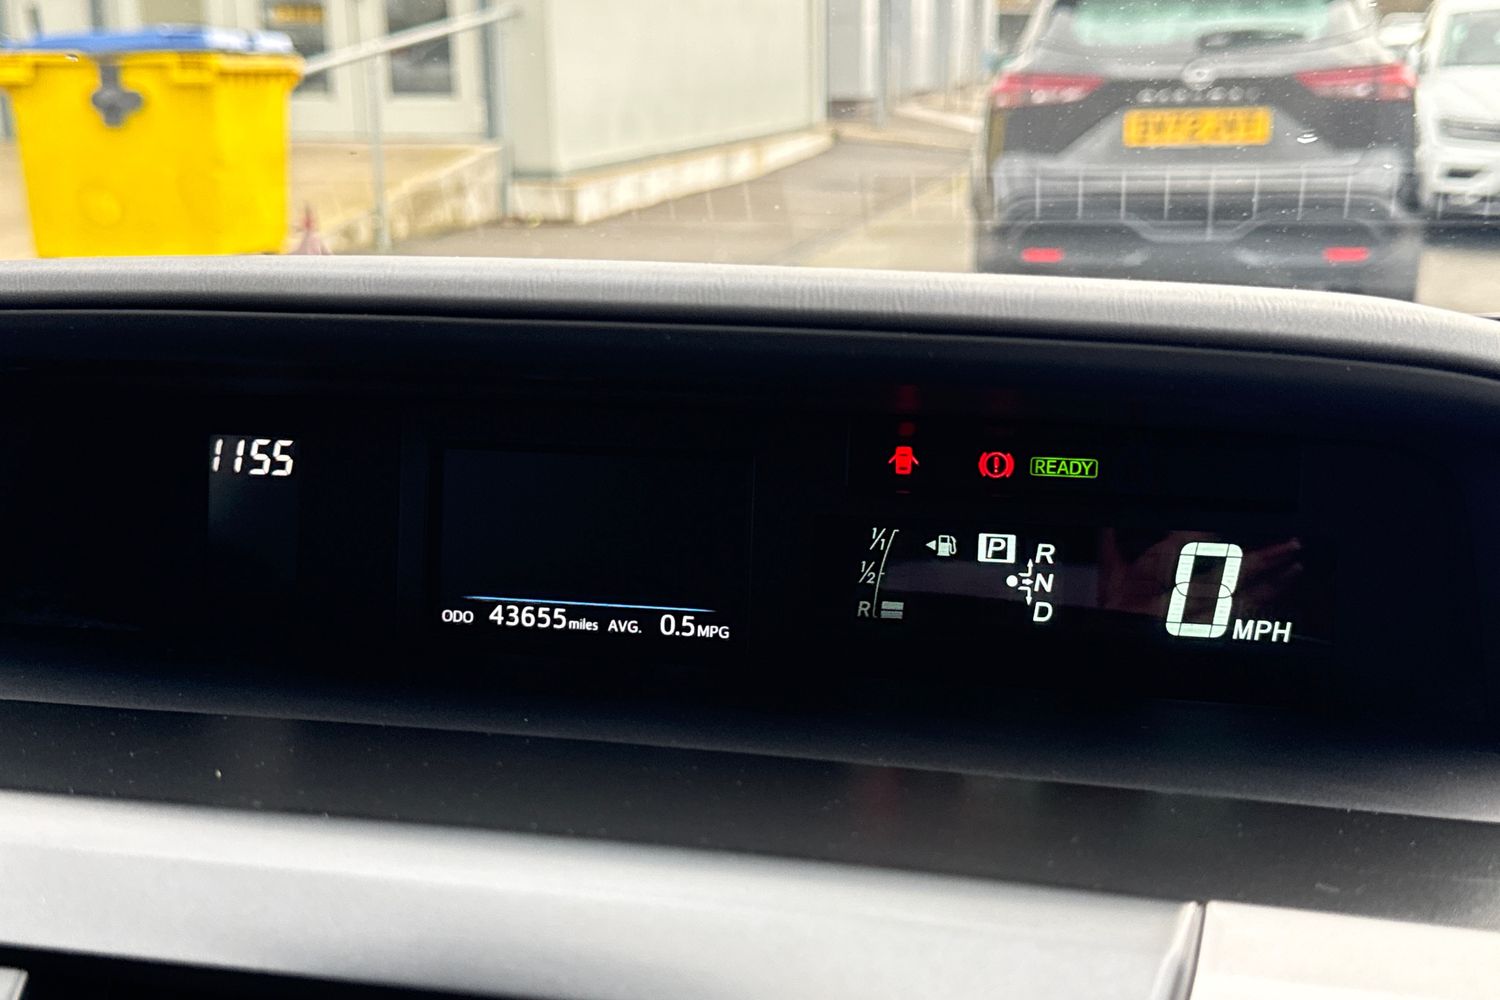 1155
READY
1/1
P R
1/2
N
R
D
ODO 43655 miles AVG. 0.5 MPG
0 MPH